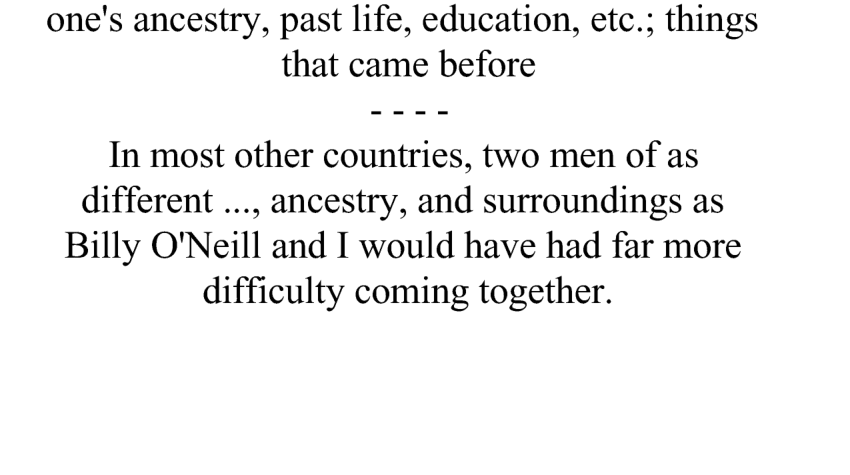 one's ancestry, past life, education, etc.; things
that came before
- - - -
In most other countries, two men of as
different ..., ancestry, and surroundings as
Billy O'Neill and I would have had far more
difficulty coming together.